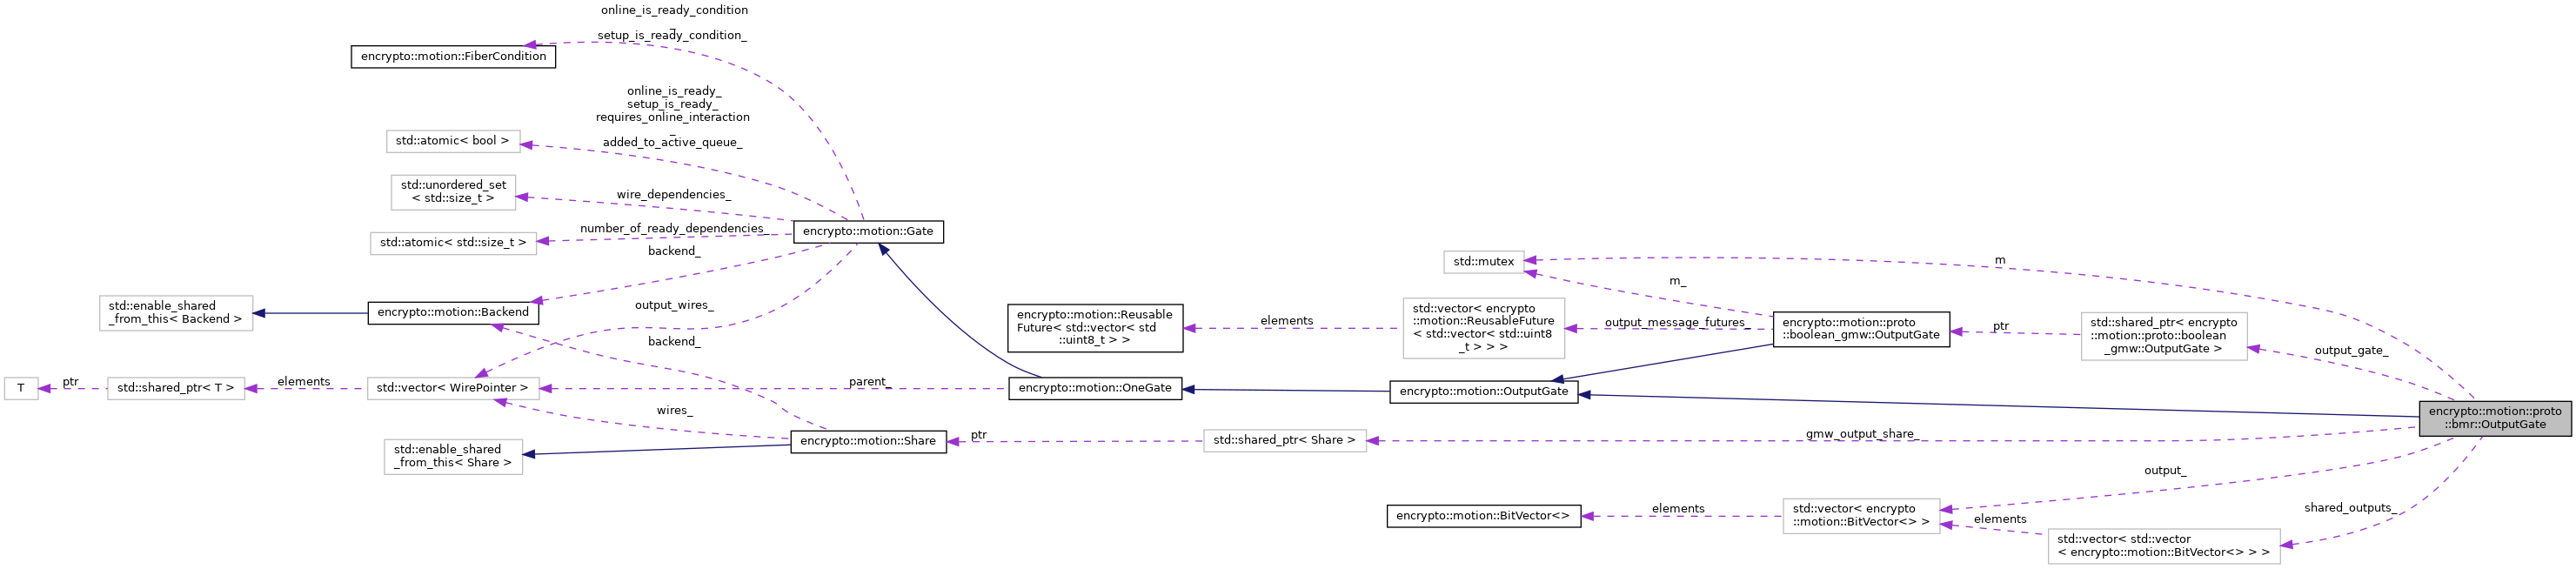 online_is_ready_condition
_
setup_is_ready_condition_
encrypto::motion::FiberCondition
online_is_ready_
setup_is_ready_
requires_online_interaction
_
added_to_active_queue_
std::atomic< bool >
std::unordered_set
< std::size_t >
wire_dependencies_
number_of_ready_dependencies_
std::atomic< std::size_t >
encrypto::motion::Gate
backend_
std::enable_shared
_from_this< Backend >
encrypto::motion::Backend
output_wires_
backend_
T
ptr
std::shared_ptr< T >
elements
std::vector< WirePointer >
parent_
wires_
std::enable_shared
_from_this< Share >
encrypto::motion::Share
ptr
std::shared_ptr< Share >
gmw_output_share_
encrypto::motion::Reusable
Future< std::vector< std
::uint8_t > >
elements
std::vector< encrypto
::motion::ReusableFuture
< std::vector< std::uint8
_t > > >
output_message_futures_
std::mutex
m
m_
encrypto::motion::proto
::boolean_gmw::OutputGate
ptr
std::shared_ptr< encrypto
::motion::proto::boolean
_gmw::OutputGate >
output_gate_
encrypto::motion::OneGate
encrypto::motion::OutputGate
encrypto::motion::proto
::bmr::OutputGate
output_
shared_outputs_
encrypto::motion::BitVector<>
elements
std::vector< encrypto
::motion::BitVector<> >
elements
std::vector< std::vector
< encrypto::motion::BitVector<> > >